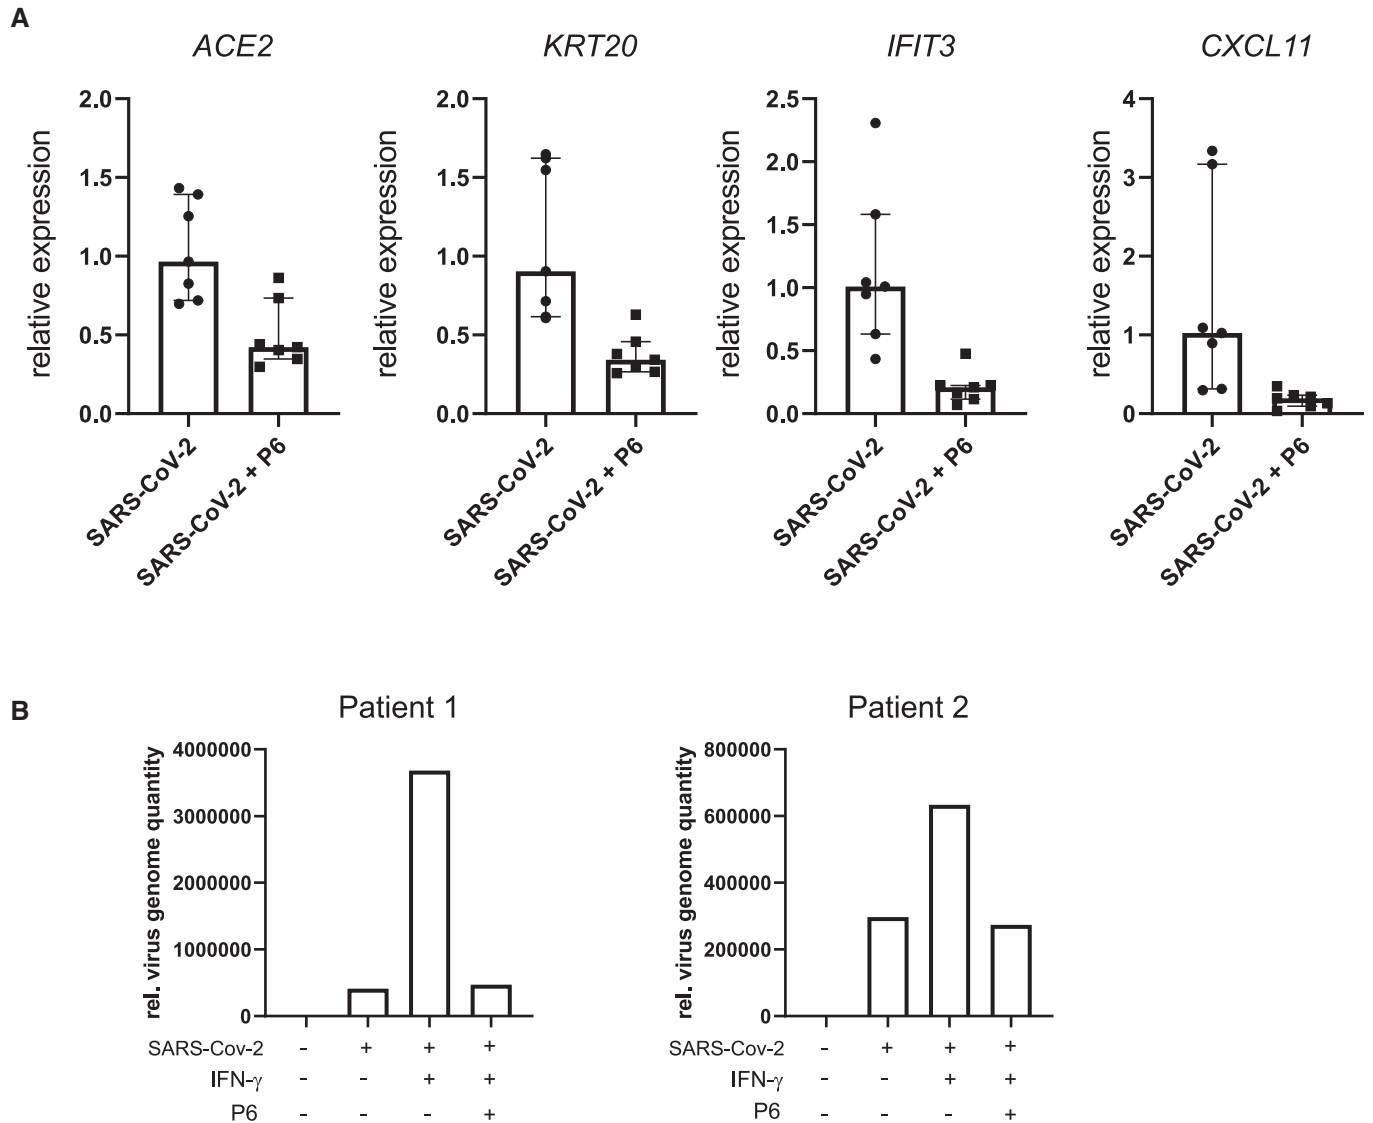 A
ACE2
KRT20
IFIT3
CXCL11
relative expression
2.0
1.5
1.0
0.5
0.0
SARS-CoV-2
SARS-CoV-2 + P6
relative expression
2.0
1.5
1.0
0.5
0.0
SARS-CoV-2
SARS-CoV-2 + P6
relative expression
2.5
2.0
1.5
1.0
0.5
0.0
SARS-CoV-2
SARS-CoV-2 + P6
relative expression
4
3
2
1
0
SARS-CoV-2
SARS-CoV-2 + P6
B
Patient 1
rel. virus genome quantity
4000000
3000000
2000000
1000000
0
SARS-Cov-2 - + + +
IFN-γ - - + +
P6 - - - +
Patient 2
rel. virus genome quantity
800000
600000
400000
200000
0
SARS-Cov-2 - + + +
IFN-γ - - + +
P6 - - - +